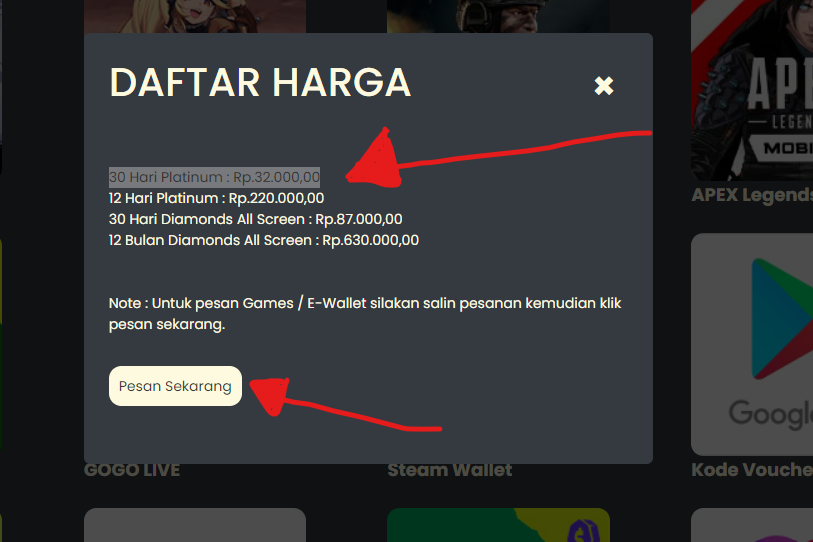 DAFTAR HARGA
30 Hari Platinum : Rp.32.000,00
12 Hari Platinum : Rp.220.000,00
30 Hari Diamonds All Screen : Rp.87.000,00
12 Bulan Diamonds All Screen : Rp.630.000,00
Note : Untuk pesan Games / E-Wallet silakan salin pesanan kemudian klik
pesan sekarang.
Pesan Sekarang
APEX Legends
GOGO LIVE
Steam Wallet
Kode Vouche
Google